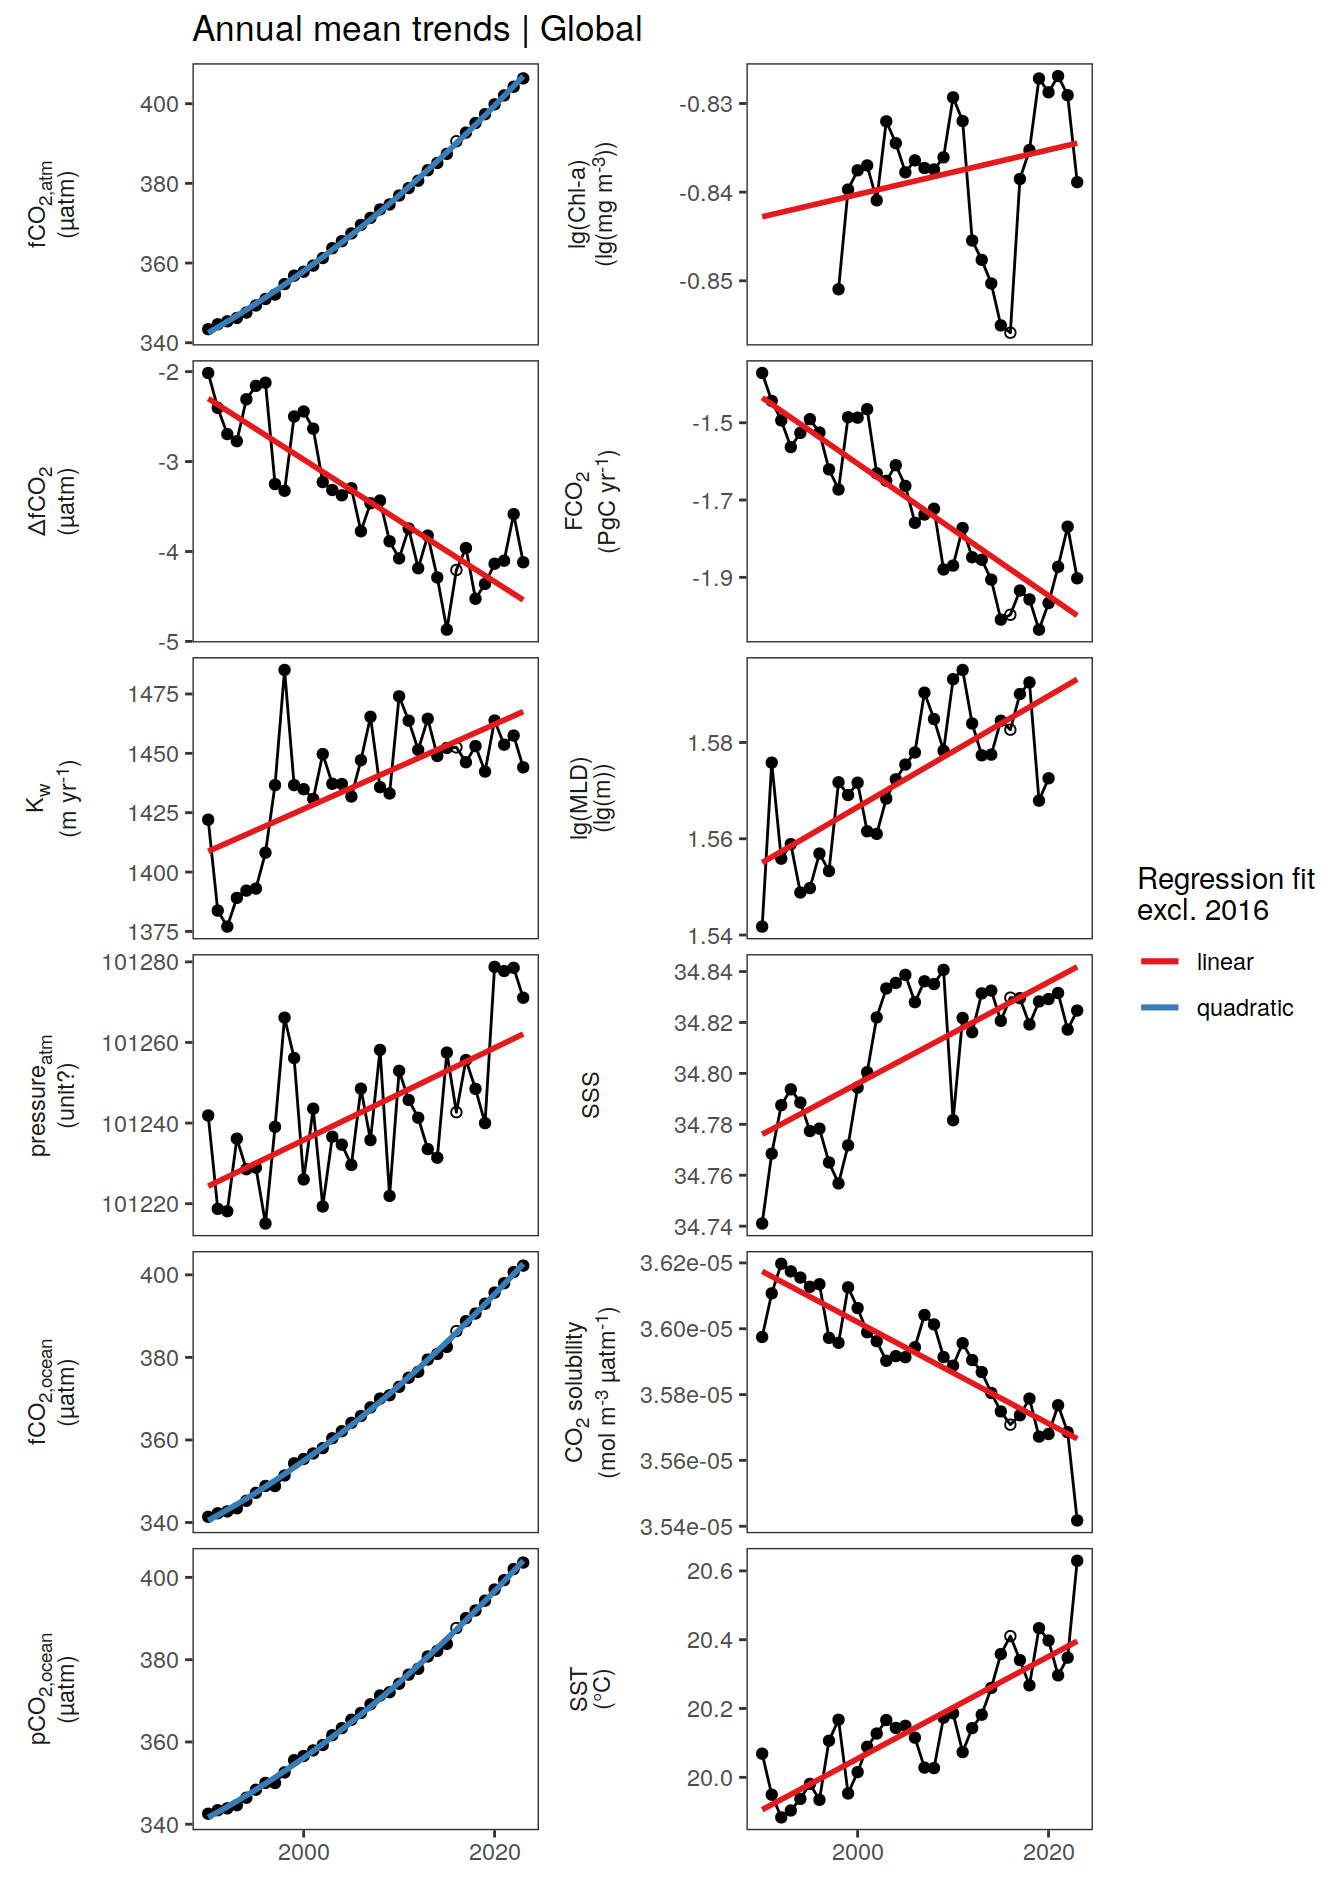 Annual mean trends | Global
fCO2,atm
(µatm)
400
380
360
340
lg(Chl-a)
(lg(mg m-3))
-0.83
-0.84
-0.85
ΔfCO2
(µatm)
-2
-3
-4
-5
FCO2
(PgC yr-1)
-1.5
-1.7
-1.9
Kw
(m yr-1)
1475
1450
1425
1400
1375
lg(MLD)
(lg(m))
1.58
1.56
1.54
pressureatm
(unit?)
101280
101260
101240
101220
SSS
34.84
34.82
34.80
34.78
34.76
34.74
fCO2,ocean
(µatm)
400
380
360
340
CO2 solubility
(mol m-3 µatm-1)
3.62e-05
3.60e-05
3.58e-05
3.56e-05
3.54e-05
pCO2,ocean
(µatm)
400
380
360
340
SST
(°C)
20.6
20.4
20.2
20.0
2000 2020
2000 2020
Regression fit
excl. 2016
linear
quadratic